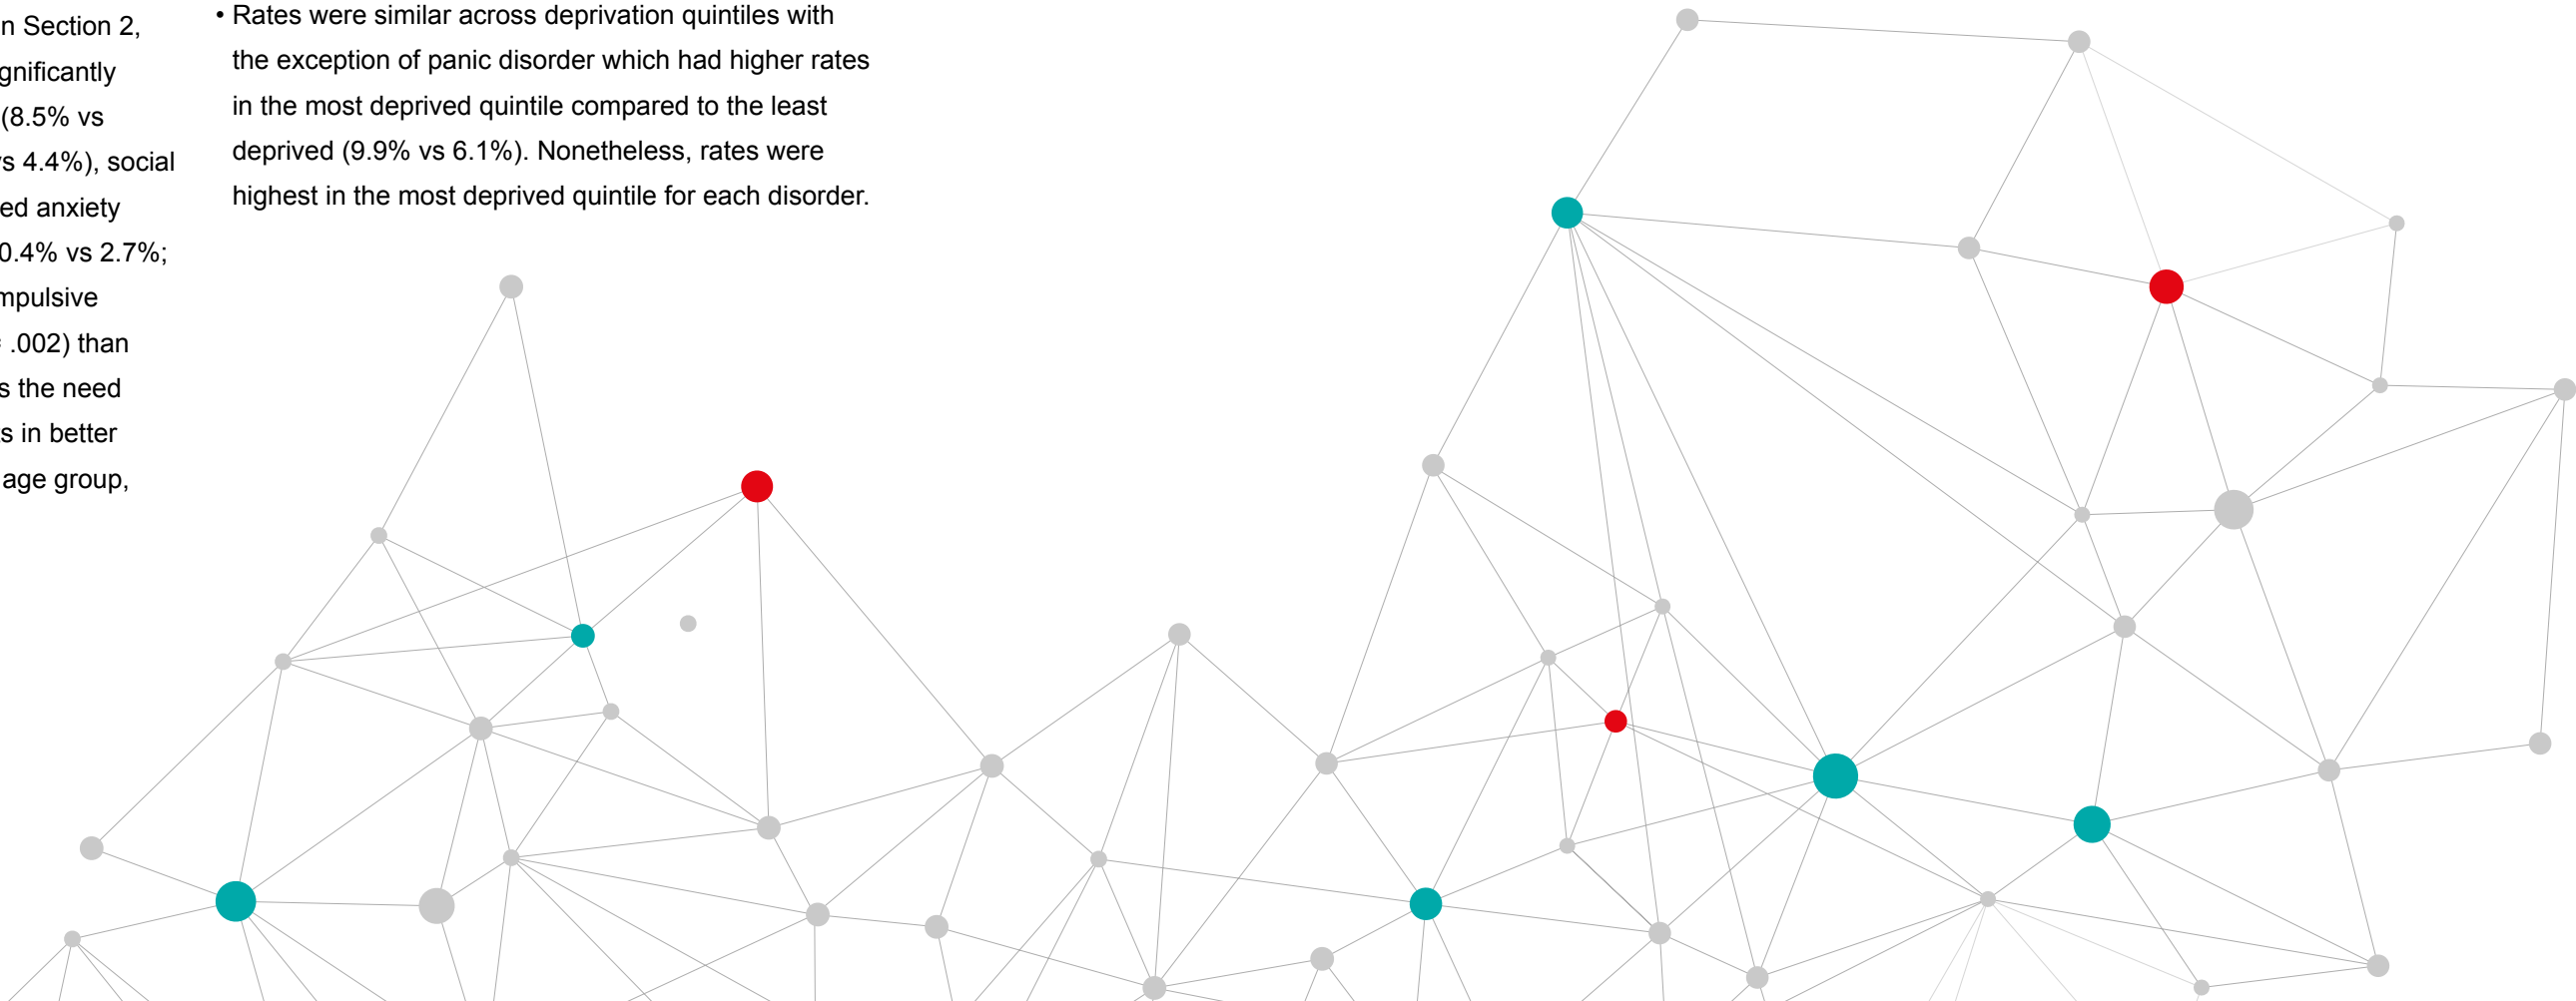 n Section 2,
gnificantly
(8.5% vs
vs 4.4%), social
ed anxiety
0.4% vs 2.7%;
mpulsive
.002) than
s the need
s in better
age group,
• Rates were similar across deprivation quintiles with
the exception of panic disorder which had higher rates
in the most deprived quintile compared to the least
deprived (9.9% vs 6.1%). Nonetheless, rates were
highest in the most deprived quintile for each disorder.